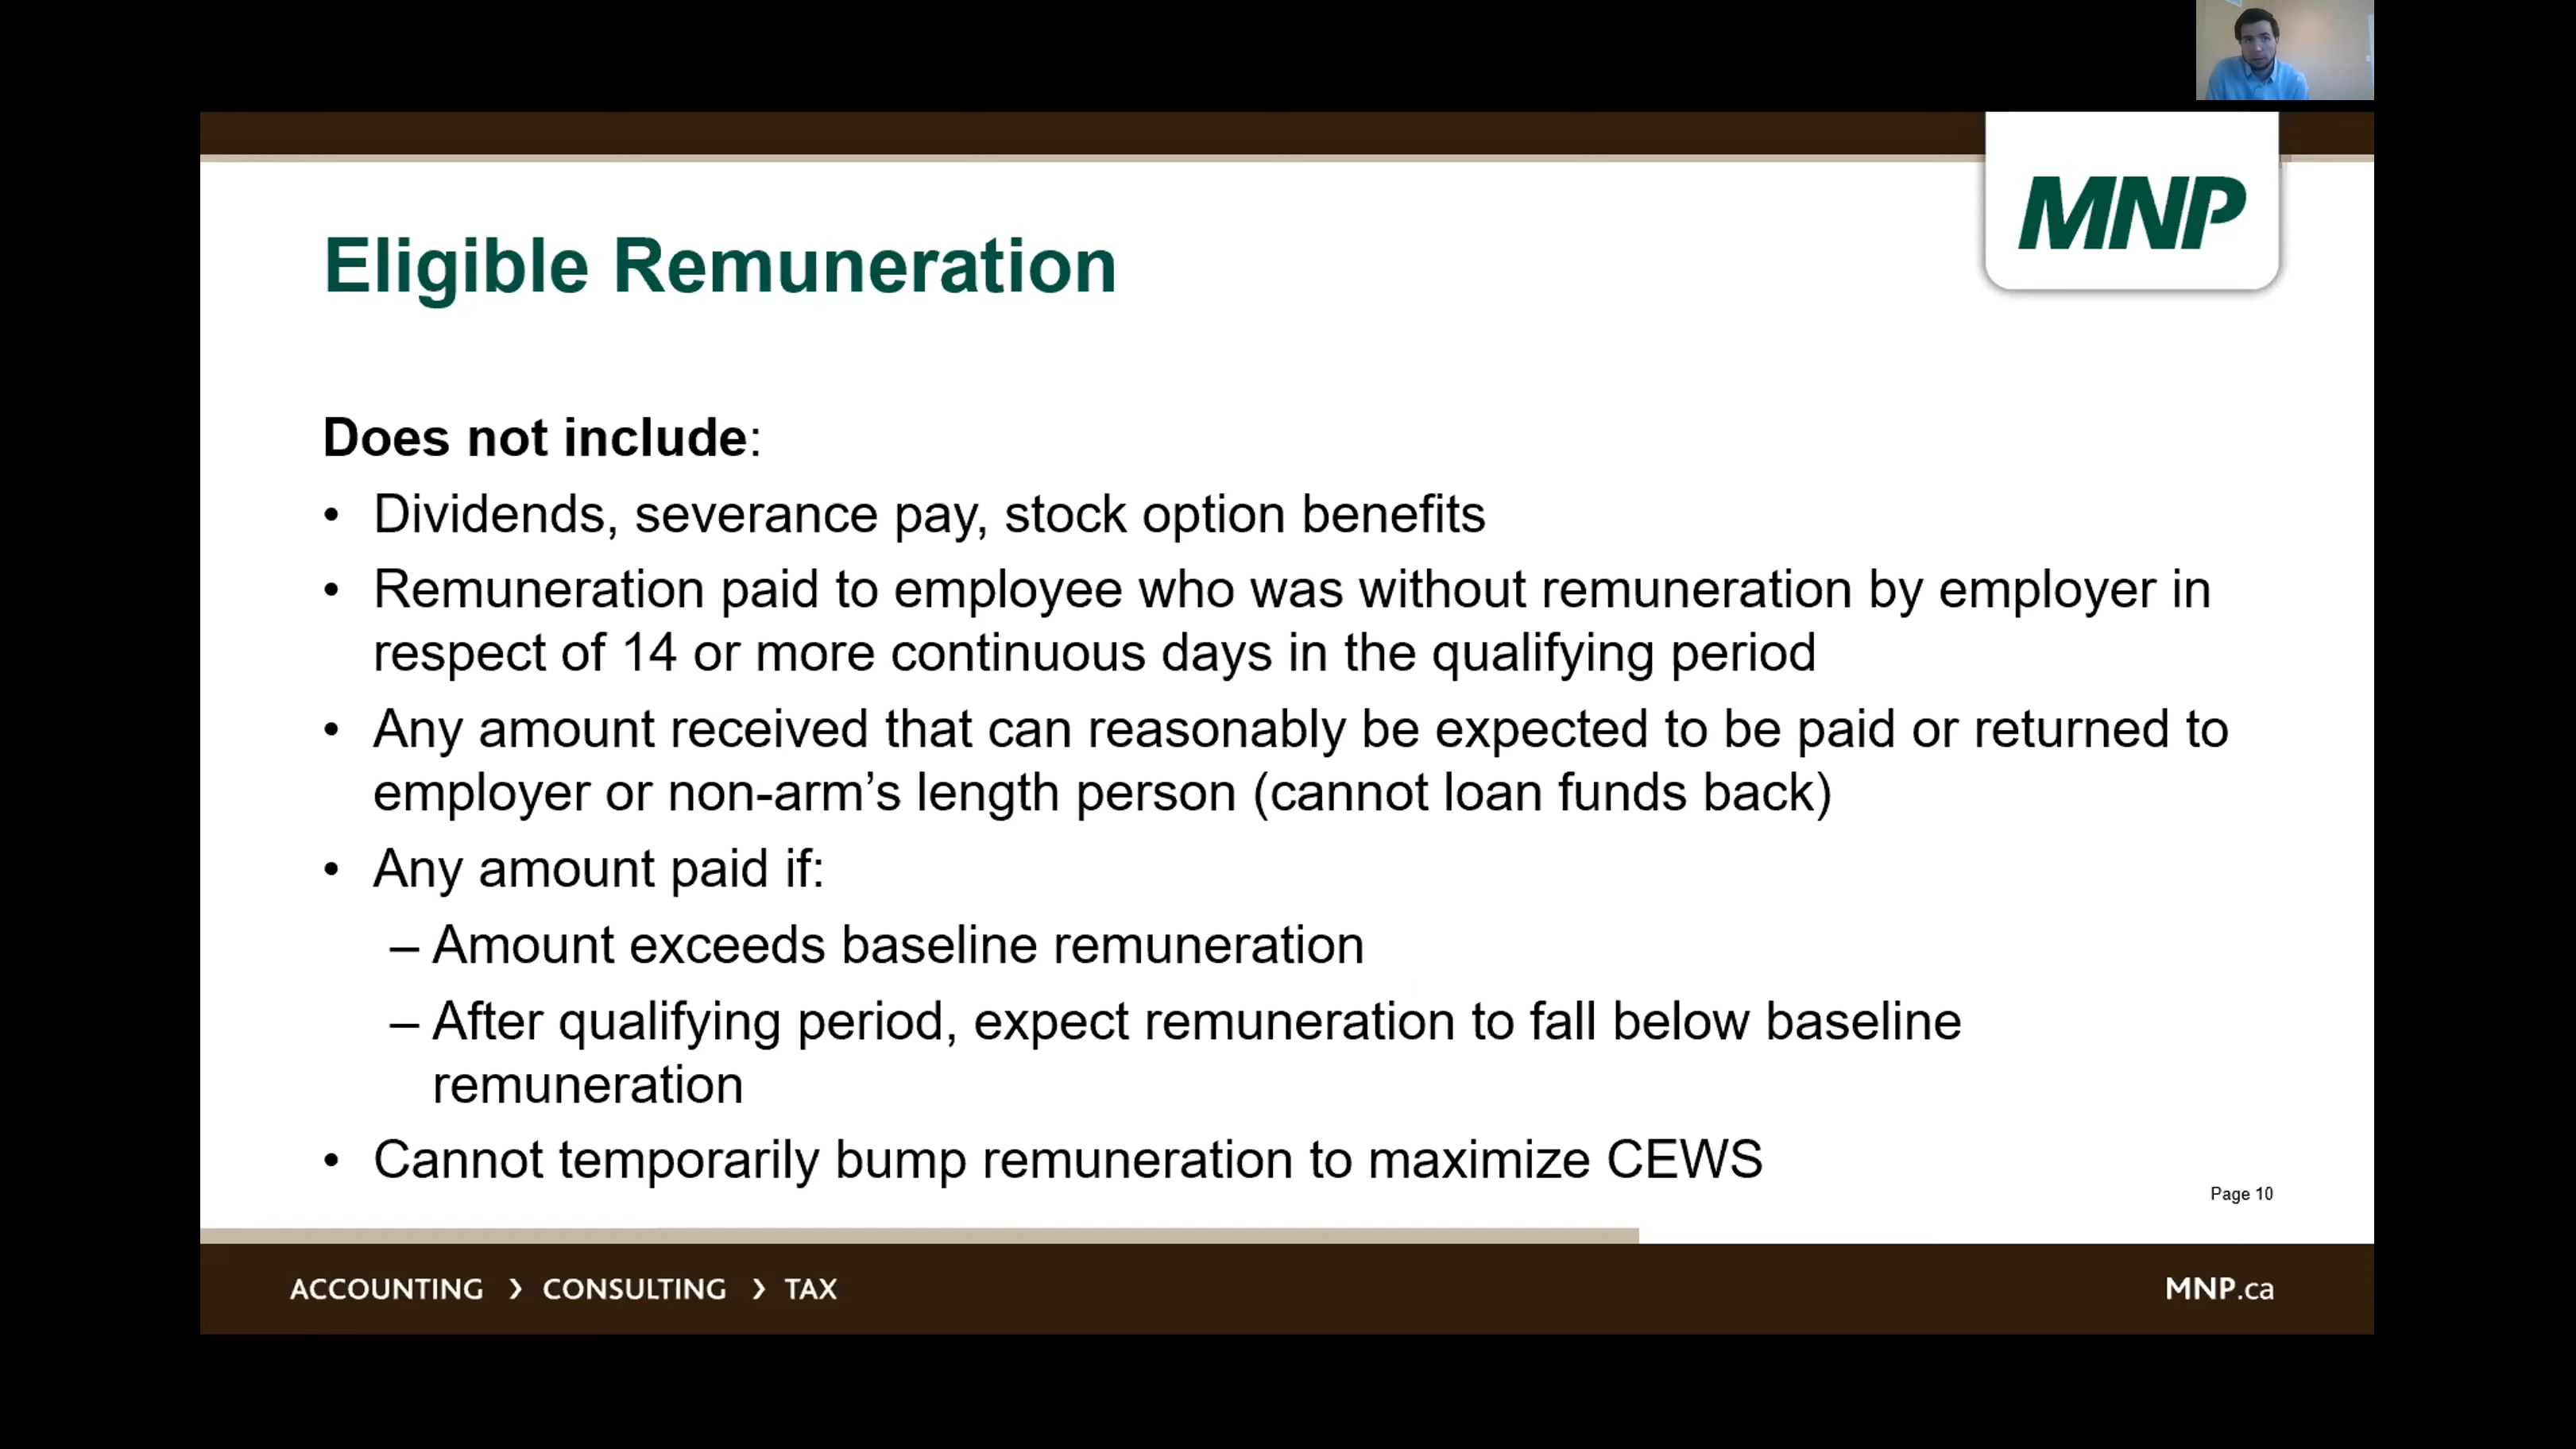 MNP
Eligible Remuneration
Does not include:
• Dividends, severance pay, stock option benefits
• Remuneration paid to employee who was without remuneration by employer in
respect of 14 or more continuous days in the qualifying period
• Any amount received that can reasonably be expected to be paid or returned to
employer or non-arm’s length person (cannot loan funds back)
• Any amount paid if:
– Amount exceeds baseline remuneration
– After qualifying period, expect remuneration to fall below baseline
remuneration
• Cannot temporarily bump remuneration to maximize CEWS
Page 10
ACCOUNTING › CONSULTING › TAX
MNP.ca